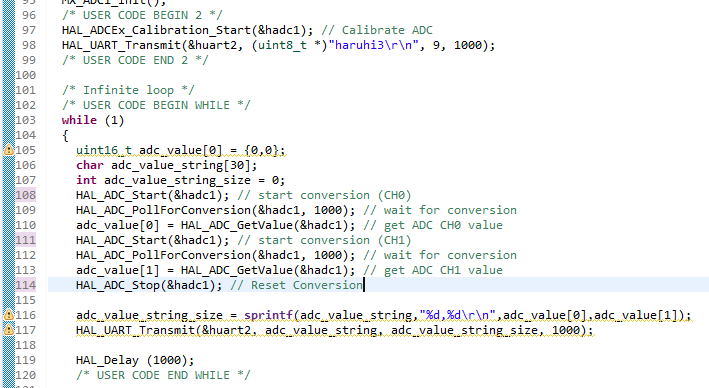 95 MX_ADC1_Init();
96 /* USER CODE BEGIN 2 */
97 HAL_ADCEx_Calibration_Start(&hadc1); // Calibrate ADC
98 HAL_UART_Transmit(&huart2, (uint8_t *)"haruhi3\r\n", 9, 1000);
99 /* USER CODE END 2 */
100
101 /* Infinite loop */
102 /* USER CODE BEGIN WHILE */
103 while (1)
104 {
105 uint16_t adc_value[0] = {0,0};
106 char adc_value_string[30];
107 int adc_value_string_size = 0;
108 HAL_ADC_Start(&hadc1); // start conversion (CH0)
109 HAL_ADC_PollForConversion(&hadc1, 1000); // wait for conversion
110 adc_value[0] = HAL_ADC_GetValue(&hadc1); // get ADC CH0 value
111 HAL_ADC_Start(&hadc1); // start conversion (CH1)
112 HAL_ADC_PollForConversion(&hadc1, 1000); // wait for conversion
113 adc_value[1] = HAL_ADC_GetValue(&hadc1); // get ADC CH1 value
114 HAL_ADC_Stop(&hadc1); // Reset Conversion
115
116 adc_value_string_size = sprintf(adc_value_string,"%d,%d\r\n",adc_value[0],adc_value[1]);
117 HAL_UART_Transmit(&huart2, adc_value_string, adc_value_string_size, 1000);
118
119 HAL_Delay (1000);
120 /* USER CODE END WHILE */